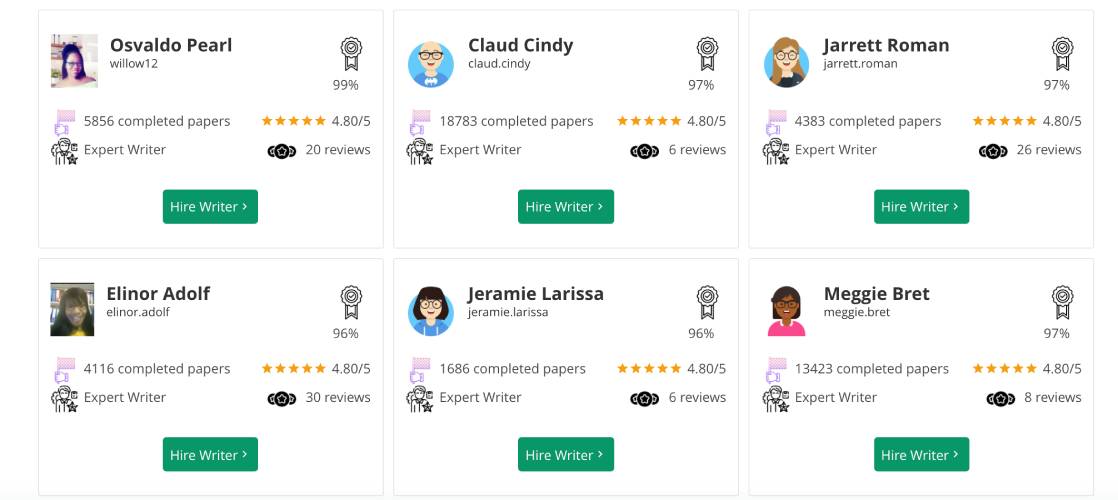 Osvaldo Pearl
willow12
99%
5856 completed papers 4.80/5
Expert Writer 20 reviews
Hire Writer
Claud Cindy
claud.cindy
97%
18783 completed papers 4.80/5
Expert Writer 6 reviews
Hire Writer
Jarrett Roman
jarrett.roman
97%
4383 completed papers 4.80/5
Expert Writer 26 reviews
Hire Writer
Elinor Adolf
elinor.adolf
96%
4116 completed papers 4.80/5
Expert Writer 30 reviews
Hire Writer
Jeramie Larissa
jeramie.larissa
96%
1686 completed papers 4.80/5
Expert Writer 6 reviews
Hire Writer
Meggie Bret
meggie.bret
97%
13423 completed papers 4.80/5
Expert Writer 8 reviews
Hire Writer